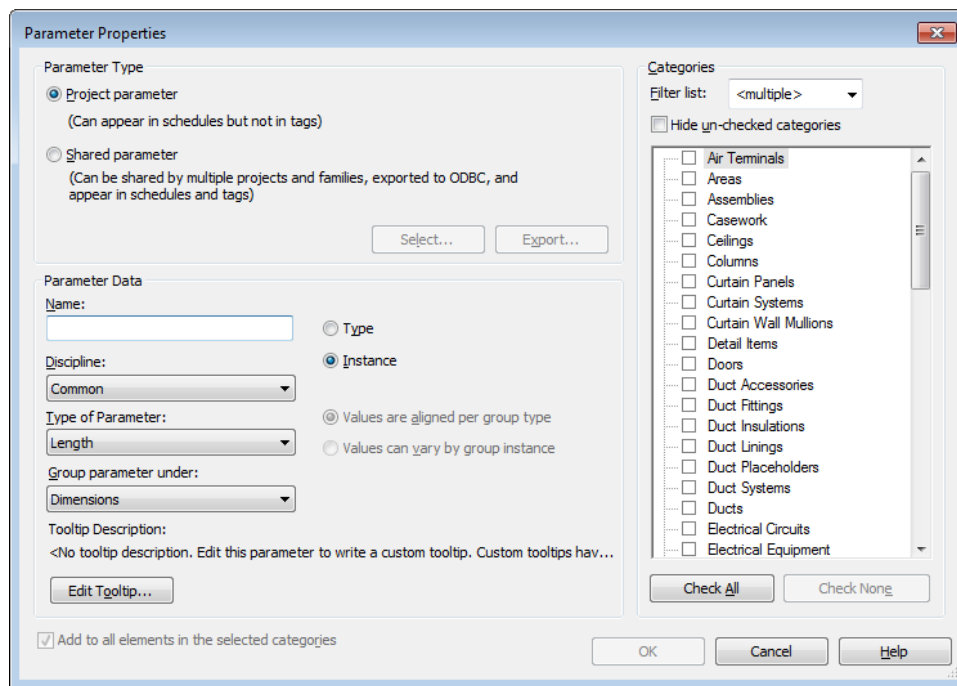 Parameter Properties
Parameter Type
Project parameter
(Can appear in schedules but not in tags)
Shared parameter
(Can be shared by multiple projects and families, exported to ODBC, and
appear in schedules and tags)
Select...
Export...
Parameter Data
Name:
Type
Discipline:
Instance
Common
Type of Parameter:
Values are aligned per group type
Length
Values can vary by group instance
Group parameter under:
Dimensions
Tooltip Description:
<No tooltip description. Edit this parameter to write a custom tooltip. Custom tooltips hav...
Edit Tooltip...
Add to all elements in the selected categories
Categories
Filter list:
<multiple>
Hide un-checked categories
Air Terminals
Areas
Assemblies
Casework
Ceilings
Columns
Curtain Panels
Curtain Systems
Curtain Wall Mullions
Detail Items
Doors
Duct Accessories
Duct Fittings
Duct Insulations
Duct Linings
Duct Placeholders
Duct Systems
Ducts
Electrical Circuits
Electrical Equipment
Check All
Check None
OK
Cancel
Help